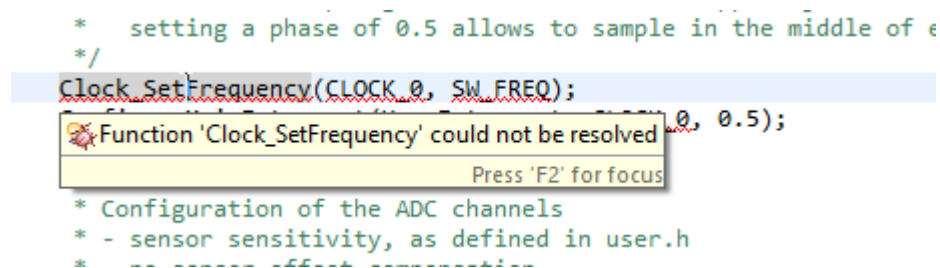 * setting a phase of 0.5 allows to sample in the middle of e
*/
Clock_SetFrequency(CLOCK_0, SW_FREQ);
0, 0.5);
Function 'Clock_SetFrequency' could not be resolved
Press 'F2' for focus
* Configuration of the ADC channels
* - sensor sensitivity, as defined in user.h